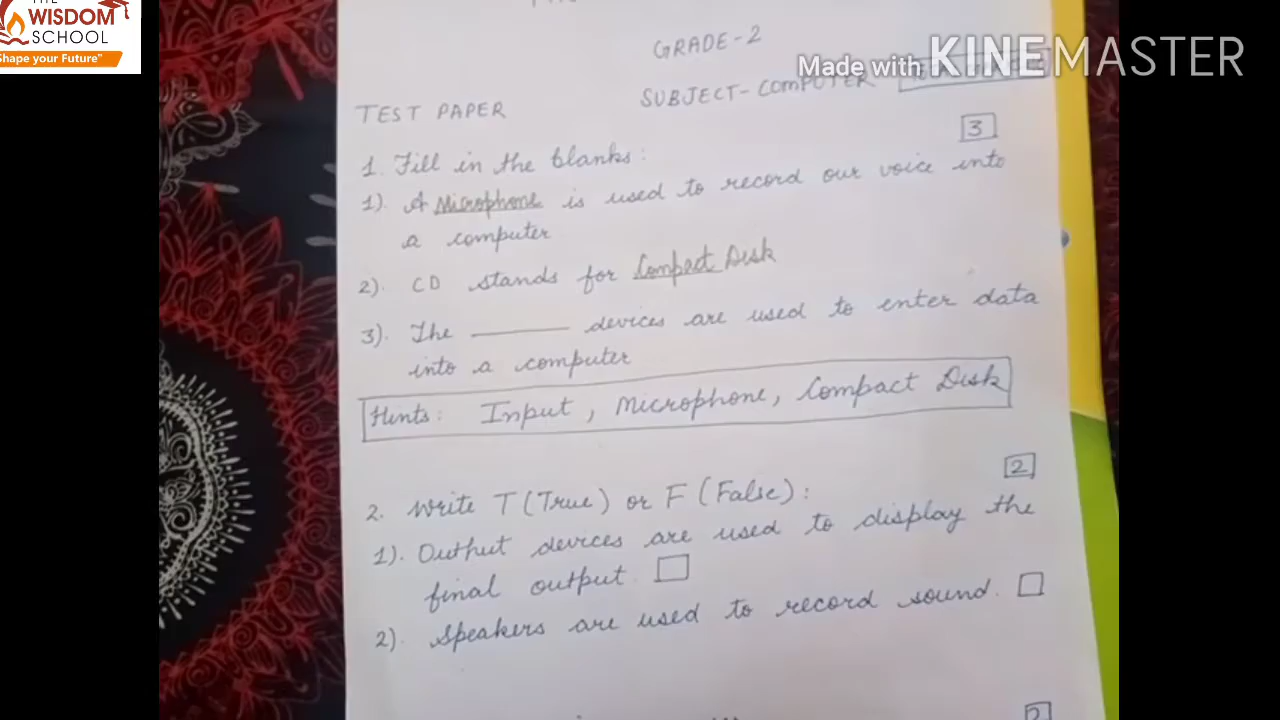 THE
WISDOM
SCHOOL
Shape your Future"
Made with KINEMASTER
GRADE-2
TEST PAPER SUBJECT-COMPUTER
3
1. Fill in the blanks:
1). A Microphone is used to record our voice into
a computer
2). CD stands for Compact Disk
3). The ______ devices are used to enter data
into a computer
Hints: Input, Microphone, Compact Disk
2
2. Write T (True) or F (False):
1). Output devices are used to display the
final output
2). Speakers are used to record sound.
2